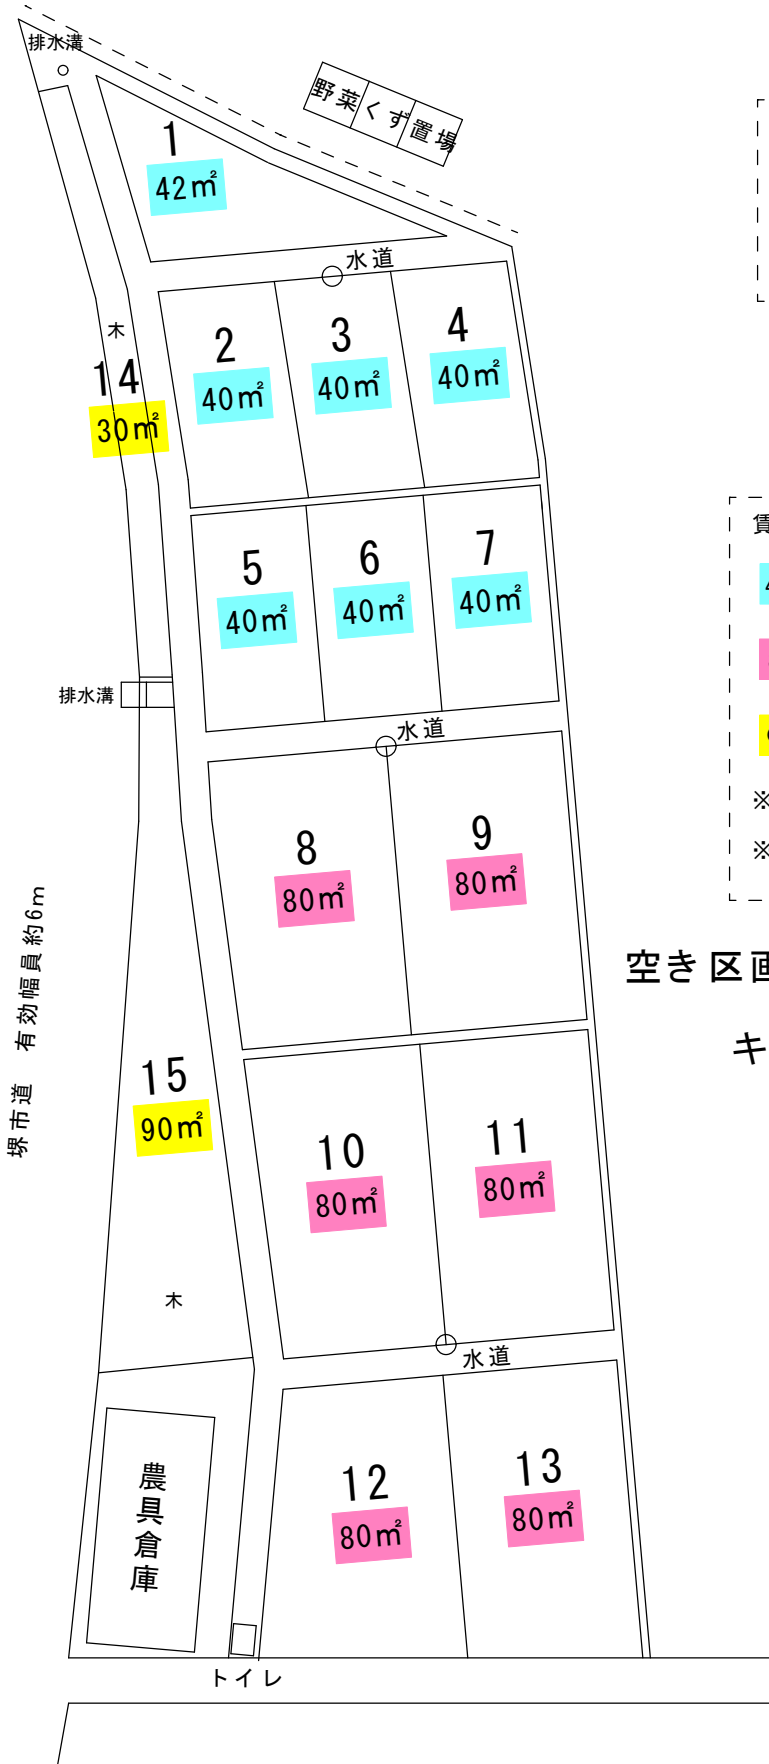 排水溝
野菜くず置場
1
42㎡
水道
2
40㎡
3
40㎡
4
40㎡
木
14
30㎡
5
40㎡
6
40㎡
7
40㎡
排水溝
水道
8
80㎡
9
80㎡
堺市道 有効幅員約6m
15
90㎡
10
80㎡
11
80㎡
木
水道
農具倉庫
12
80㎡
13
80㎡
トイレ
※
※
空き区画
キ